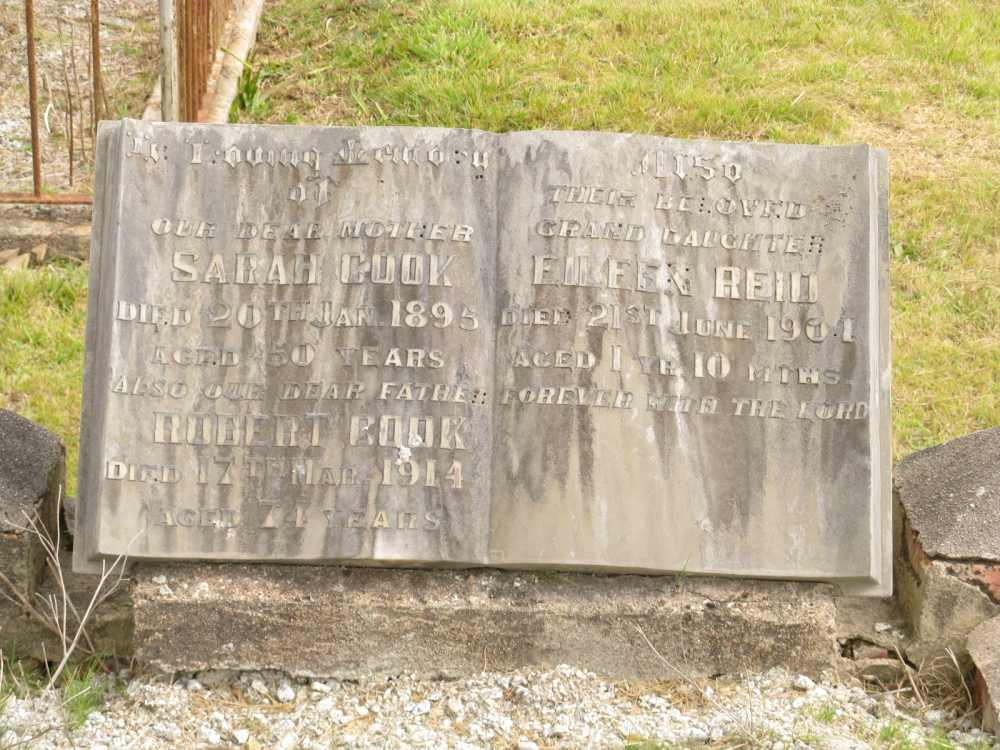 In Loving Memory
of
OUR DEAR MOTHER
SARAH COOK
DIED 20TH JAN. 1895
AGED 50 YEARS
ALSO OUR DEAR FATHER
ROBERT COOK
DIED 17TH MAR. 1914
AGED 74 YEARS
Also
THEIR BELOVED
GRAND DAUGHTER
EILEEN REID
DIED 21ST JUNE 1904
AGED 1 YR. 10 MTHS.
FOREVER WITH THE LORD